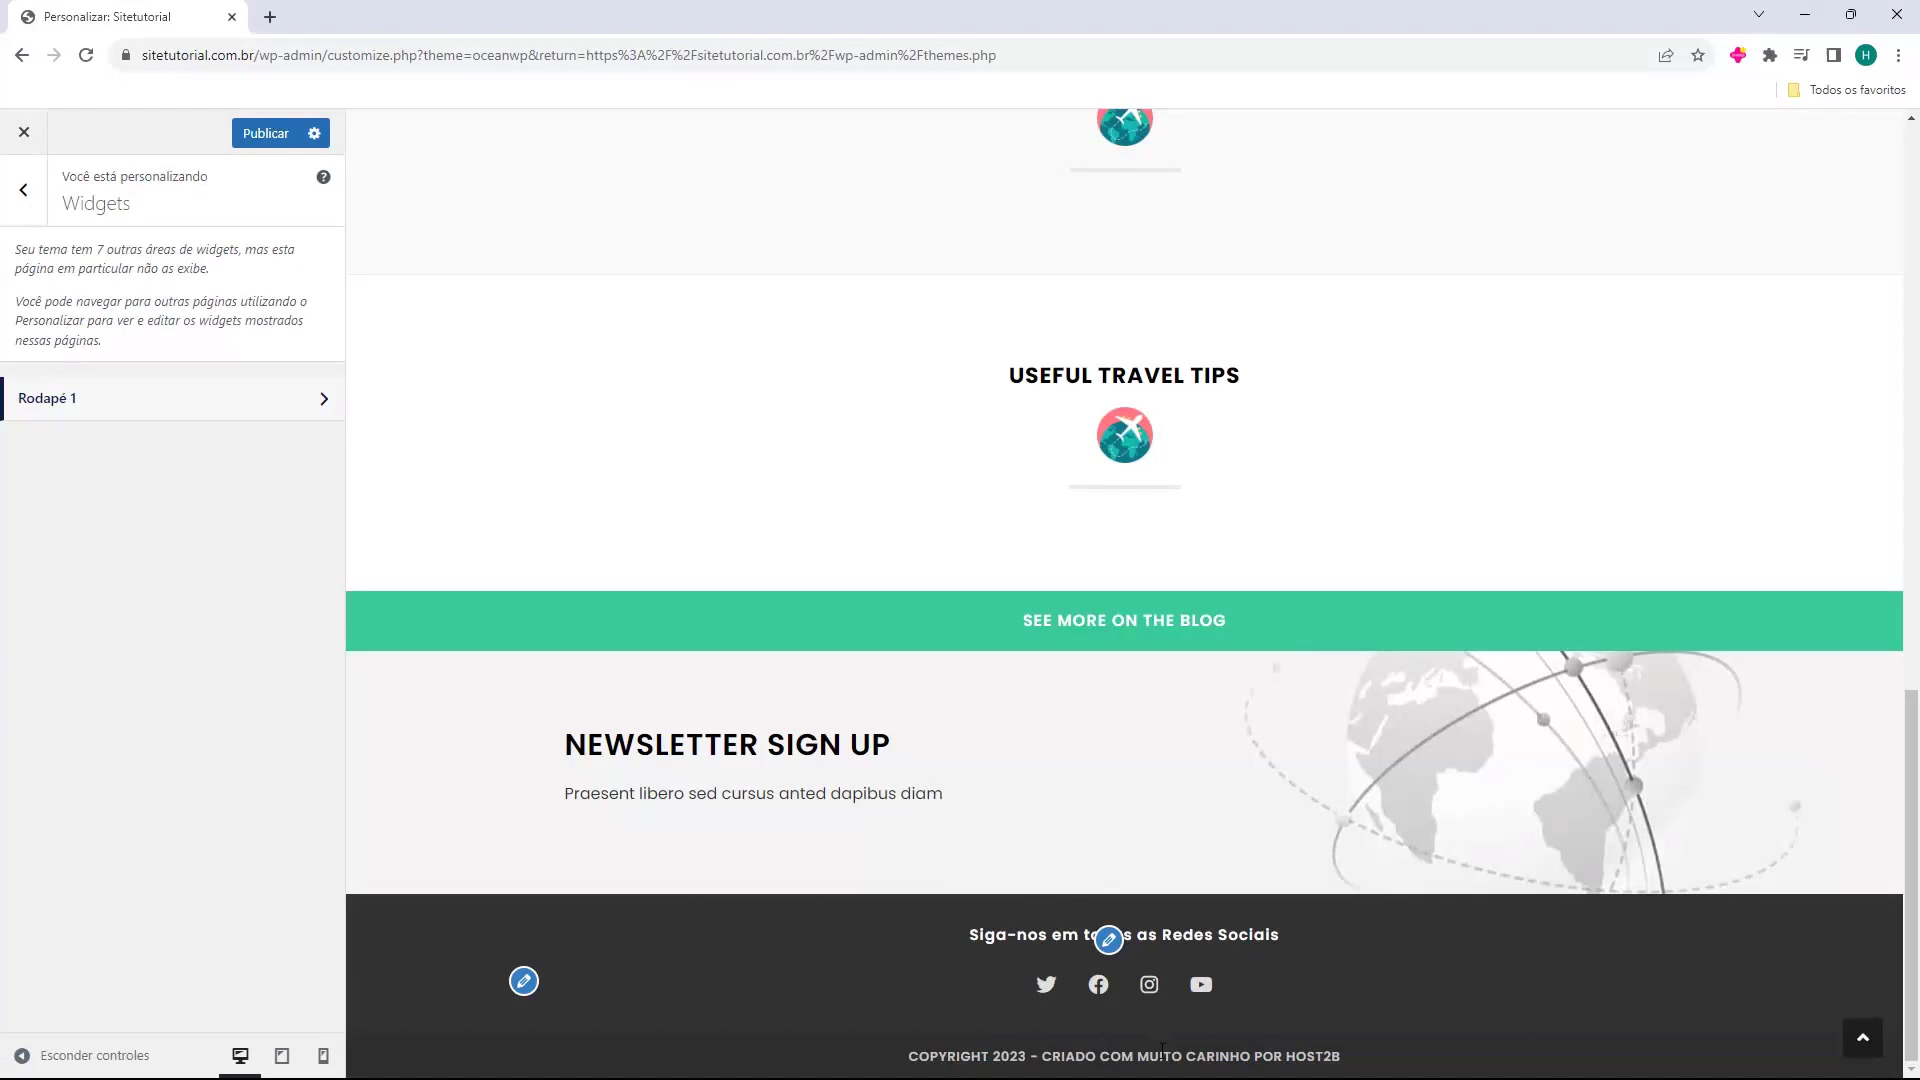 Personalizar: Sitetutorial
sitetutorial.com.br/wp-admin/customize.php?theme=oceanwp&return=https%3A%2F%2Fsitetutorial.com.br%2Fwp-admin%2Fthemes.php
H
Todos os favoritos
Publicar
Você está personalizando
Widgets
Seu tema tem 7 outras áreas de widgets, mas esta
página em particular não as exibe.
Você pode navegar para outras páginas utilizando o
Personalizar para ver e editar os widgets mostrados
nessas páginas.
Rodapé 1
USEFUL TRAVEL TIPS
SEE MORE ON THE BLOG
NEWSLETTER SIGN UP
Praesent libero sed cursus anted dapibus diam
Siga-nos em to s as Redes Sociais
COPYRIGHT 2023 - CRIADO COM MUITO CARINHO POR HOST2B
Esconder controles